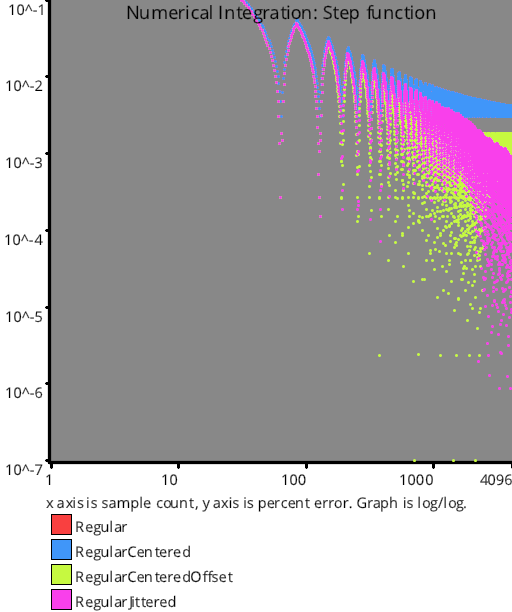 Numerical Integration: Step function
10^-1
10^-2
10^-3
10^-4
10^-5
10^-6
10^-7
1 10 100 1000 4096
x axis is sample count, y axis is percent error. Graph is log/log.
Regular
RegularCentered
RegularCenteredOffset
RegularJittered